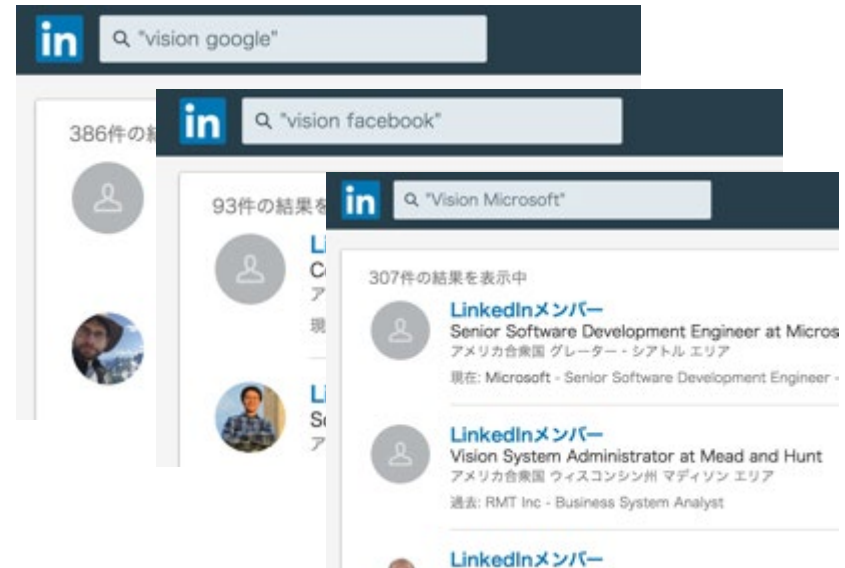 in
"vision google"
386件の
in
"vision facebook"
93件の結果を
in
"Vision Microsoft"
307件の結果を表示中
LinkedInメンバー
Senior Software Development Engineer at Micros
アメリカ合衆国 グレーター・シアトル エリア
現在: Microsoft - Senior Software Development Engineer -
LinkedInメンバー
Vision System Administrator at Mead and Hunt
アメリカ合衆国 ウィスコンシン州 マディソン エリア
過去: RMT Inc - Business System Analyst
LinkedInメンバー